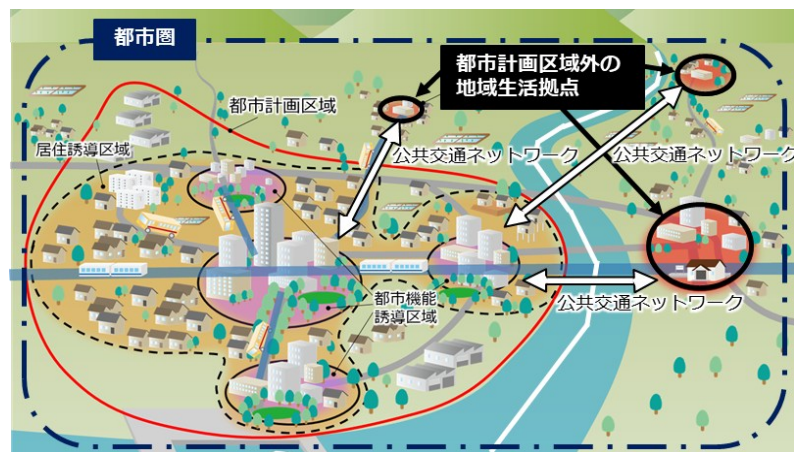 都市圏
都市計画区域外の
地域生活拠点
都市計画区域
居住誘導区域
公共交通ネットワーク
公共交通ネットワーク
都市機能
誘導区域
公共交通ネットワーク